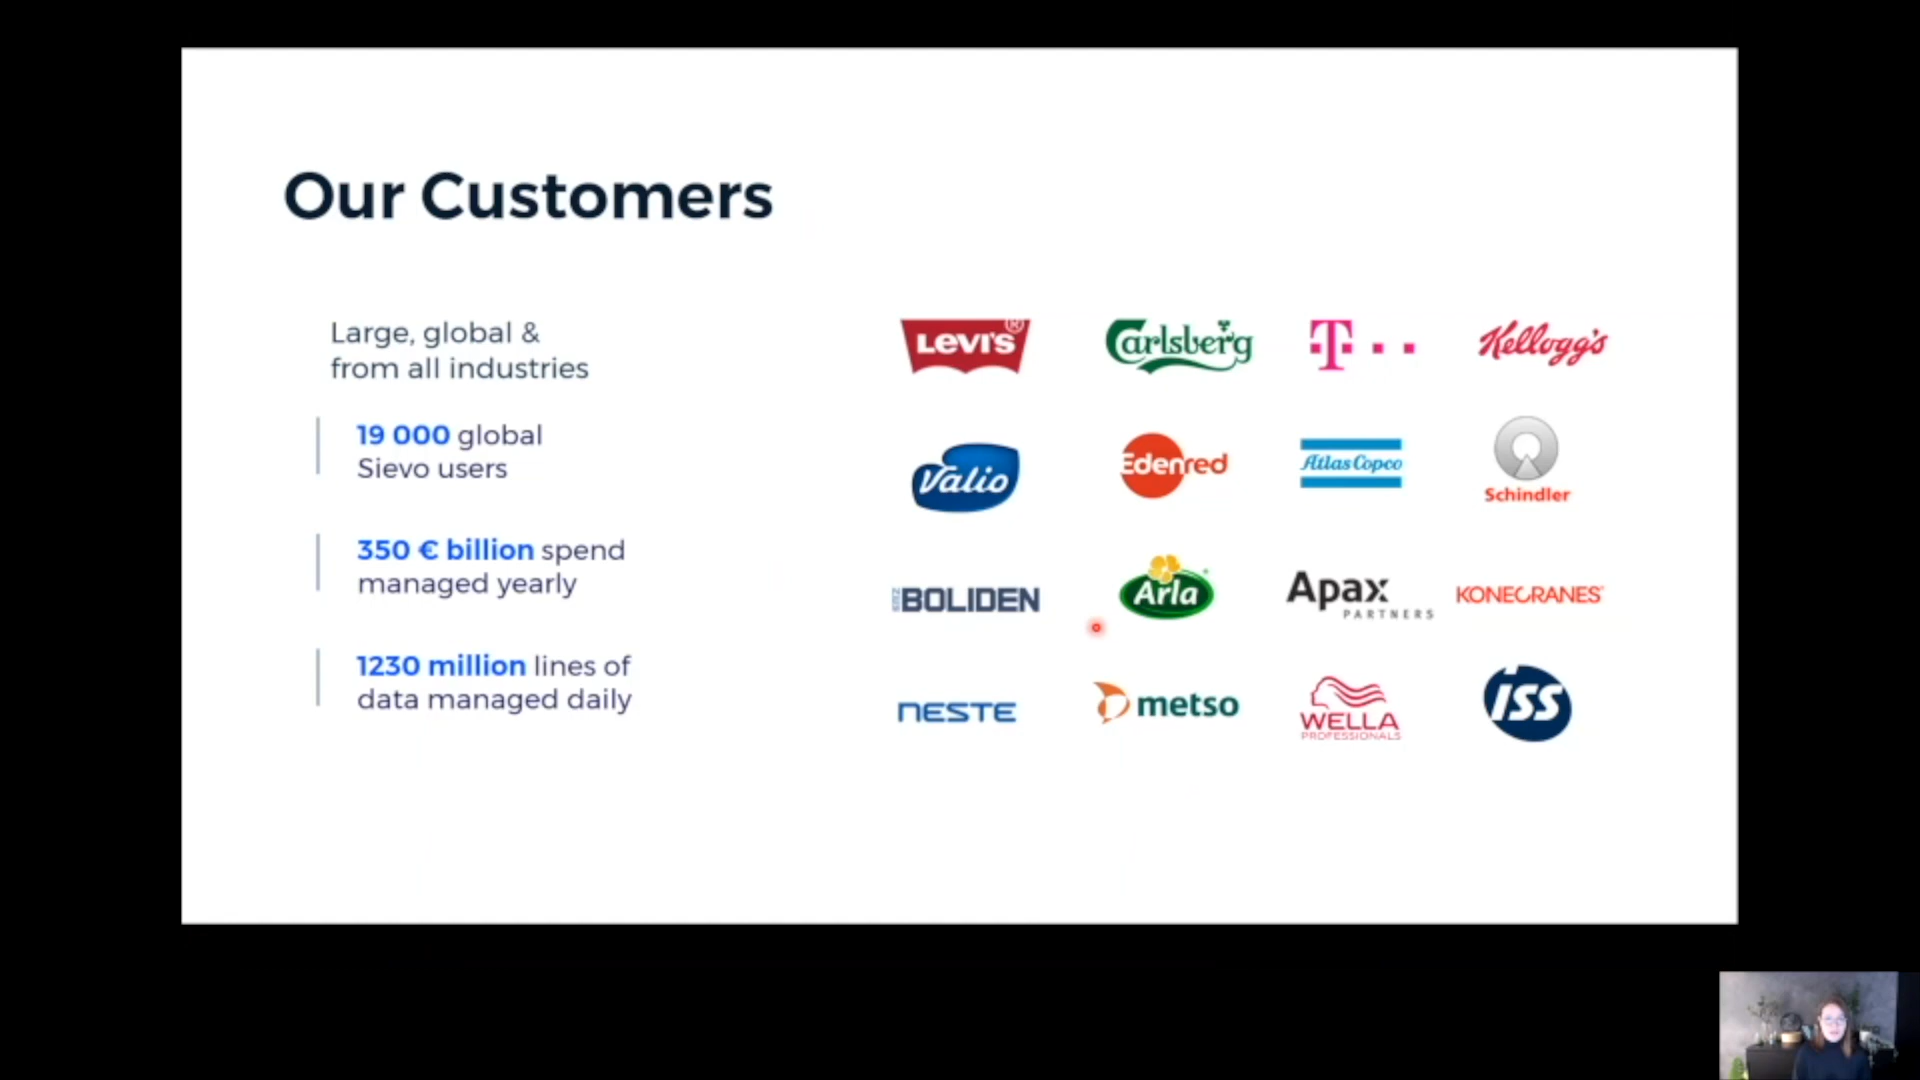 Our Customers
Large, global &
from all industries
19 000 global
Sievo users
350 € billion spend
managed yearly
1230 million lines of
data managed daily
LEVI'S ®
Carlsberg
T
Kellogg's
Valio
Edenred
Atlas Copco
Schindler
BOLIDEN
Arla
Apax
PARTNERS
KONECRANES®
NESTE
metso
WELLA
PROFESSIONALS
ISS